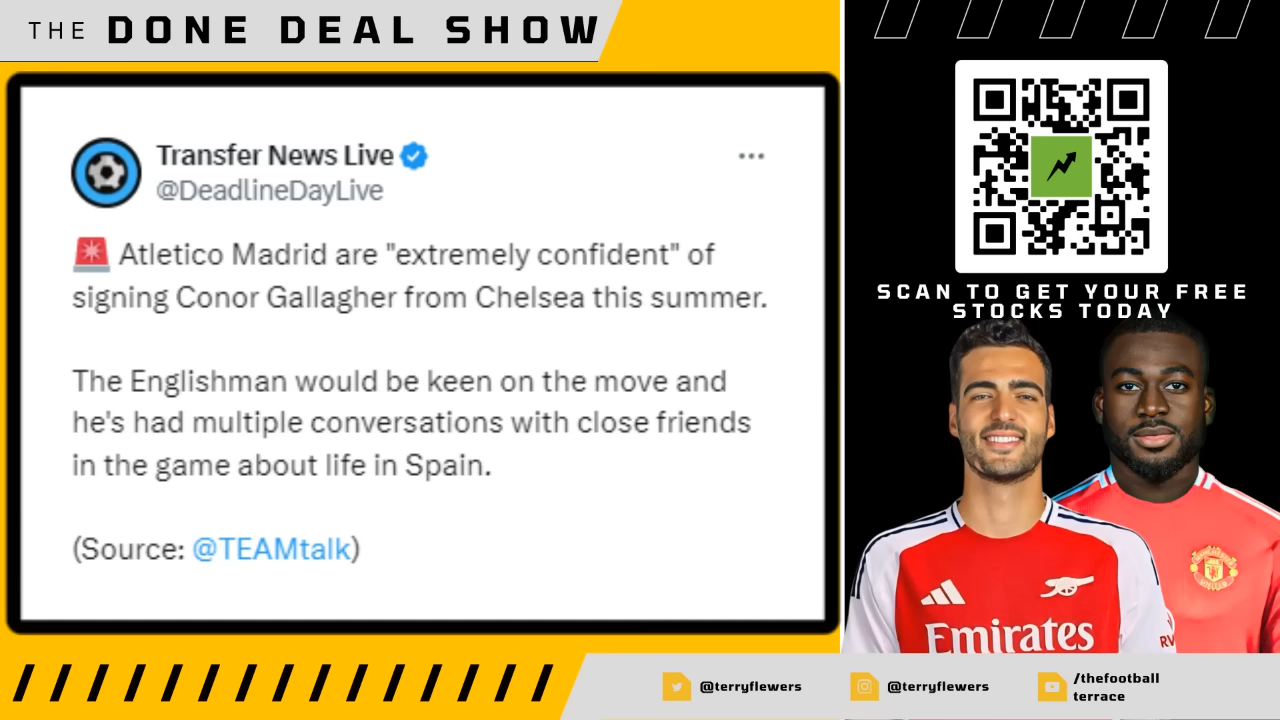 THE DONE DEAL SHOW
Transfer News Live
@DeadlineDayLive
🚨 Atletico Madrid are "extremely confident" of
signing Conor Gallagher from Chelsea this summer.
The Englishman would be keen on the move and
he's had multiple conversations with close friends
in the game about life in Spain.
(Source: @TEAMtalk)
SCAN TO GET YOUR FREE
STOCKS TODAY
MANCHESTER
UNITED
Emirates
RV
@terryflewers
@terryflewers
/thefootball
terrace